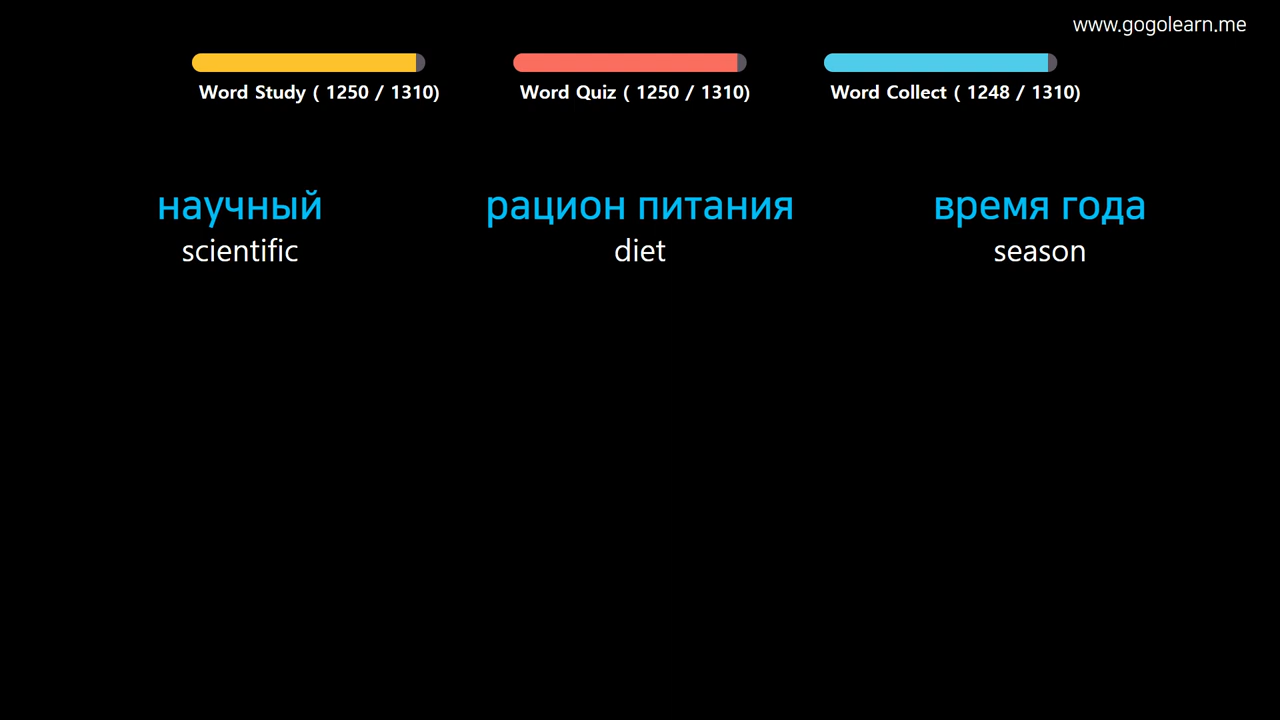 www.gogolearn.me
Word Study ( 1250 / 1310)
Word Quiz ( 1250 / 1310)
Word Collect ( 1248 / 1310)
научный
рацион питания
время года
scientific
diet
season